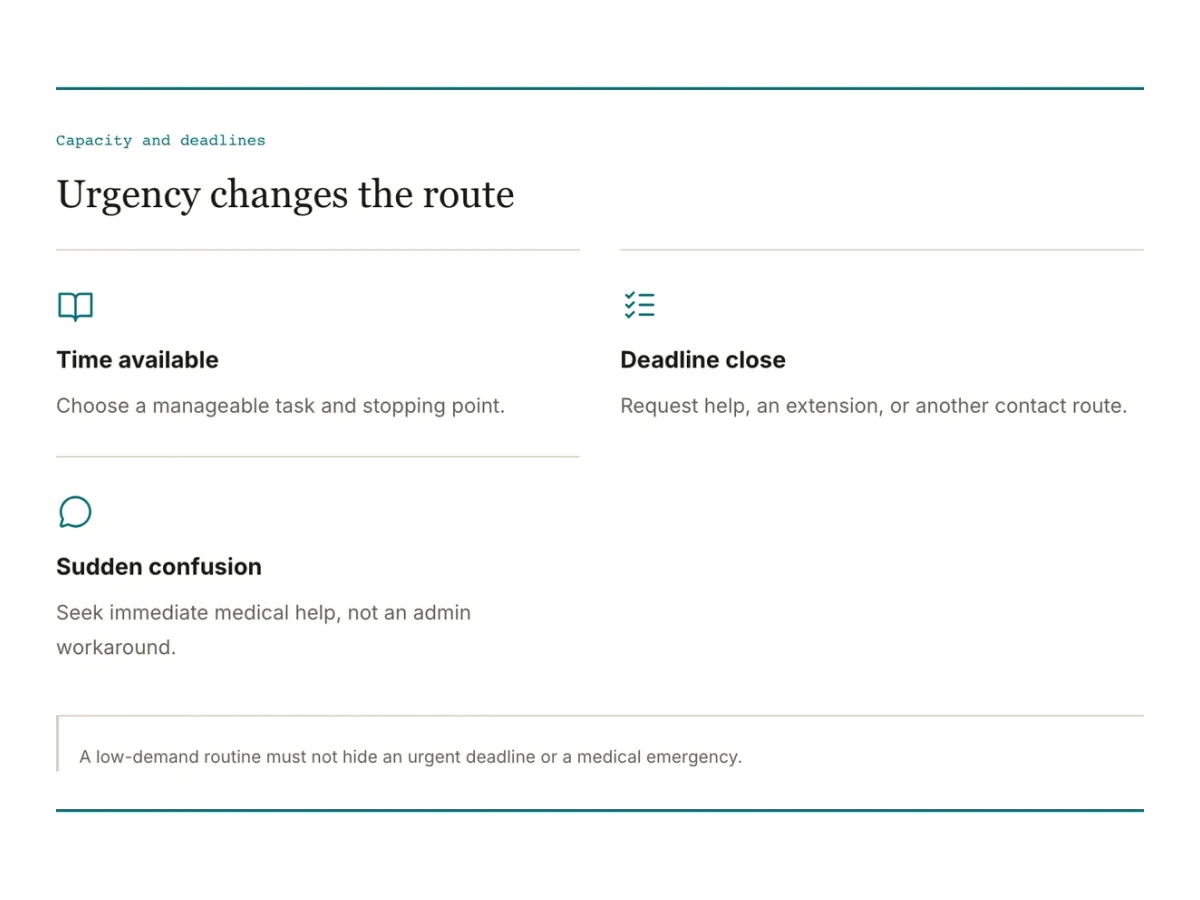 Capacity and deadlines
Urgency changes the route
Time available
Choose a manageable task and stopping point.
Deadline close
Request help, an extension, or another contact route.
Sudden confusion
Seek immediate medical help, not an admin
workaround.
A low-demand routine must not hide an urgent deadline or a medical emergency.